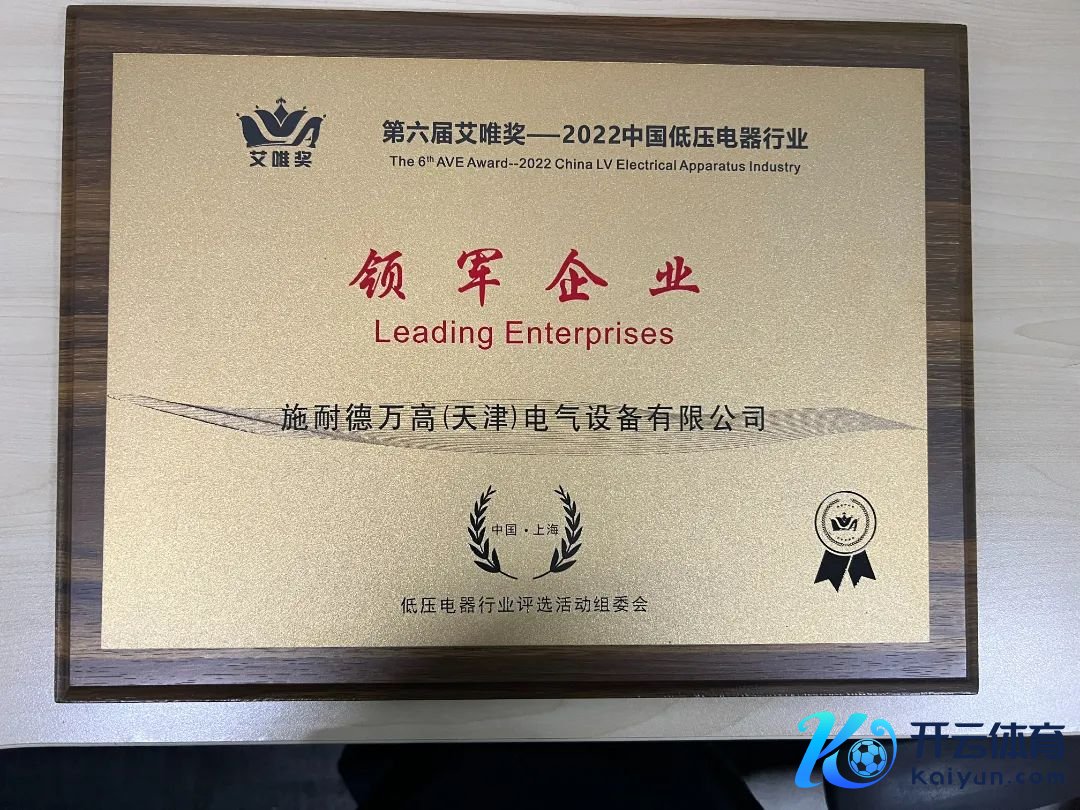 艾唯奖
第六届艾唯奖——2022中国低压电器行业
The 6th AVE Award--2022 China LV Electrical Apparatus Industry
领军企业
Leading Enterprises
施耐德万高(天津)电气设备有限公司
中国·上海
低压电器行业评选活动组委会
开云体育
Kaiyun.com